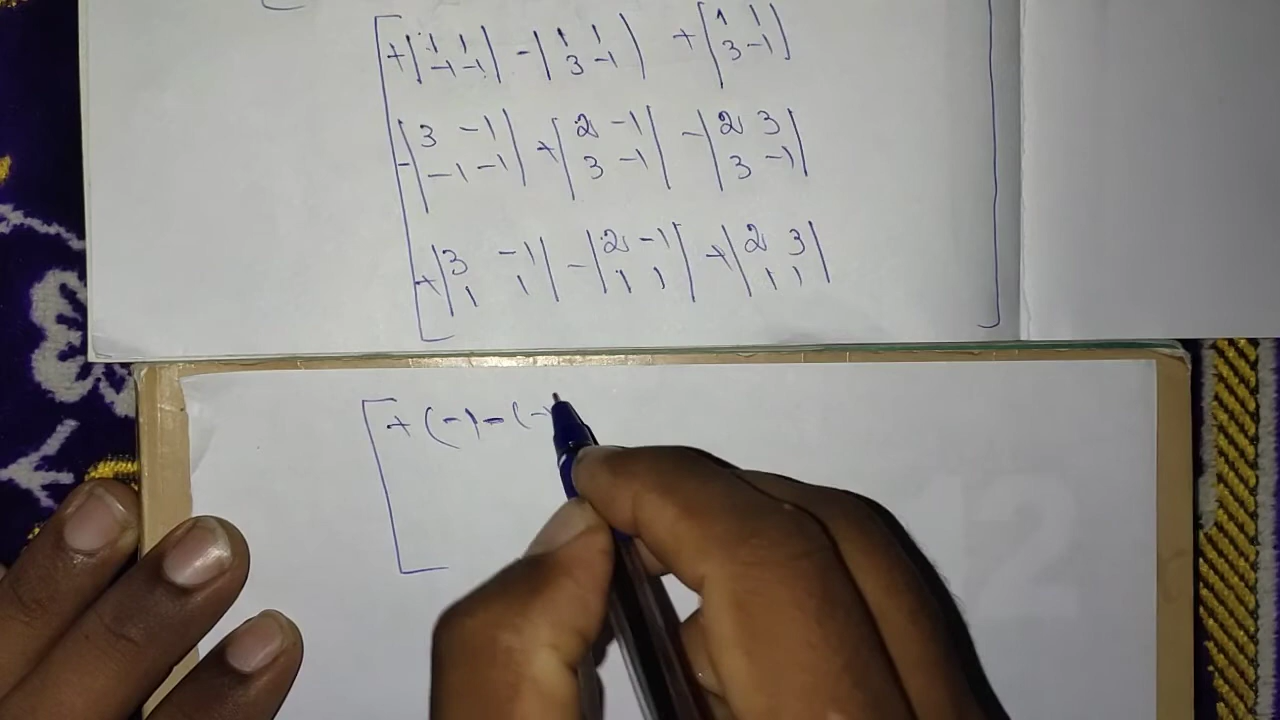 +| 1 1 | -| 1 1 | +| 1 1 |
| -1 -1 | | 3 -1 | | 3 -1 |
-| 3 -1 | +| 2 -1 | -| 2 3 |
| -1 -1 | | 3 -1 | | 3 -1 |
+| 3 -1 | -| 2 -1 | +| 2 3 |
| 1 1 | | 1 1 | | 1 1 |
[ + (-) - (-